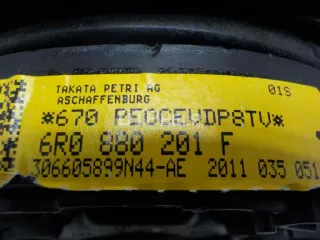 TAKATA PETRI AG 01S
ASCHAFFENBURG
*670 PEOCEVDP8TV*
6R0 880 201 F
306605899N44-AE 2011 035 051